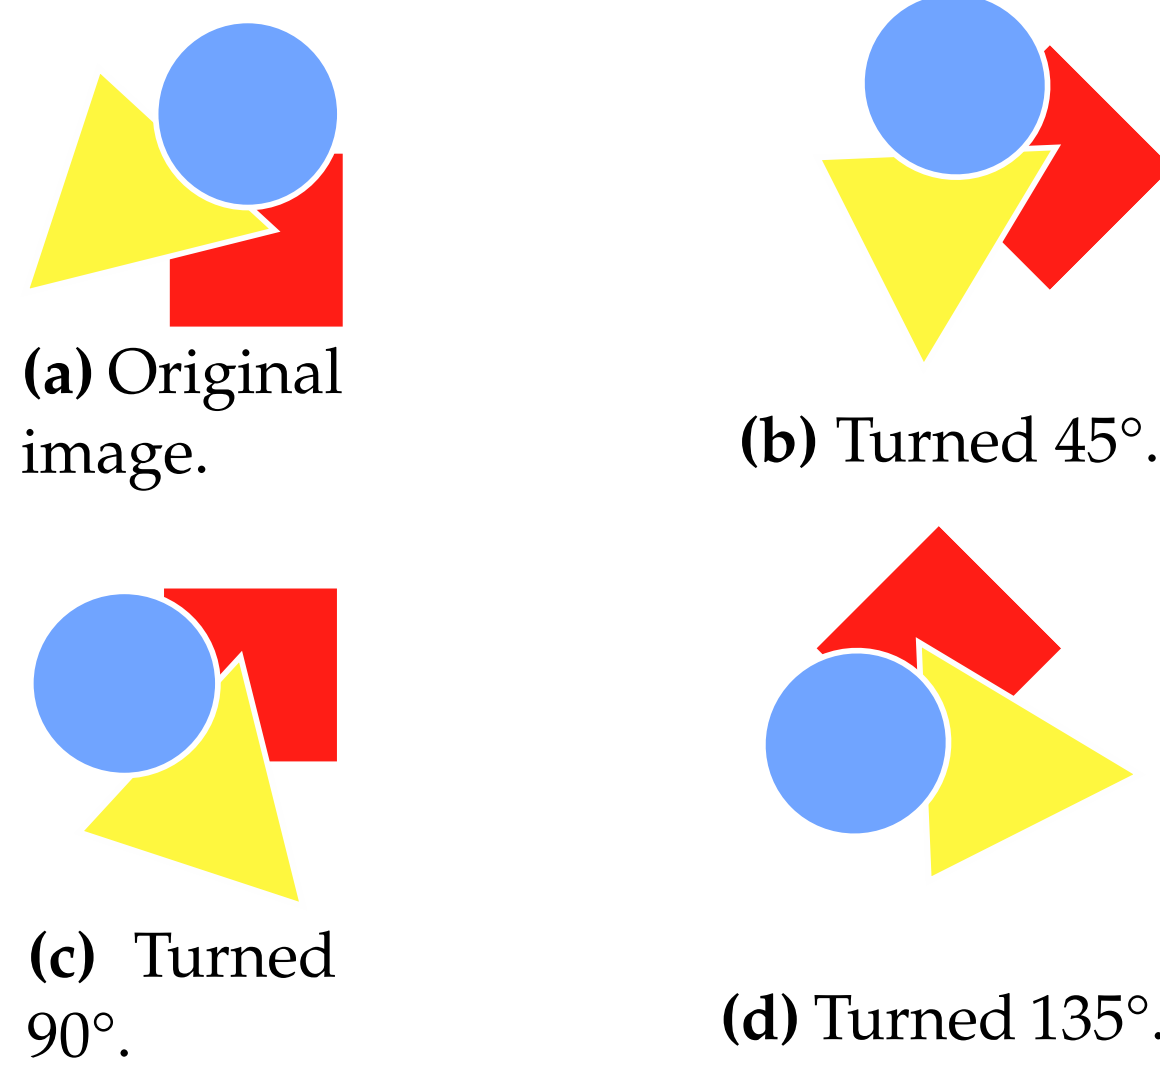 (a) Original
image.
(b) Turned 45°.
(c) Turned
90°.
(d) Turned 135°.